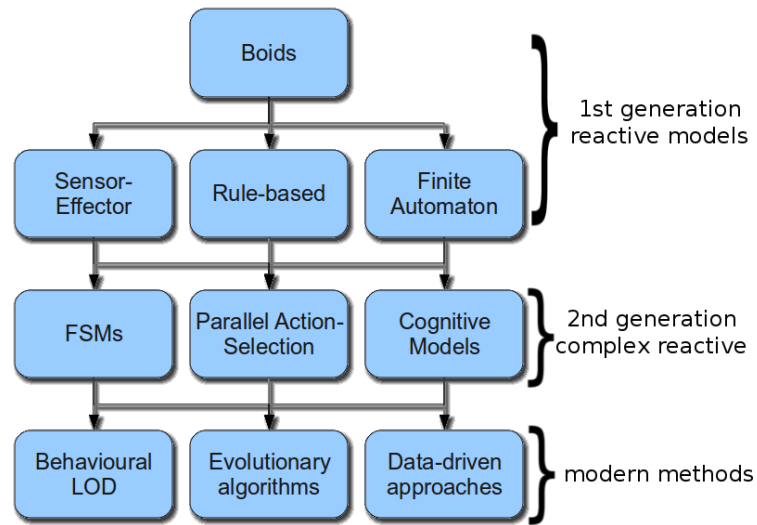 Boids
1st generation
reactive models
Sensor-
Effector
Rule-based
Finite
Automaton
FSMs
Parallel Action-
Selection
Cognitive
Models
2nd generation
complex reactive
Behavioural
LOD
Evolutionary
algorithms
Data-driven
approaches
modern methods